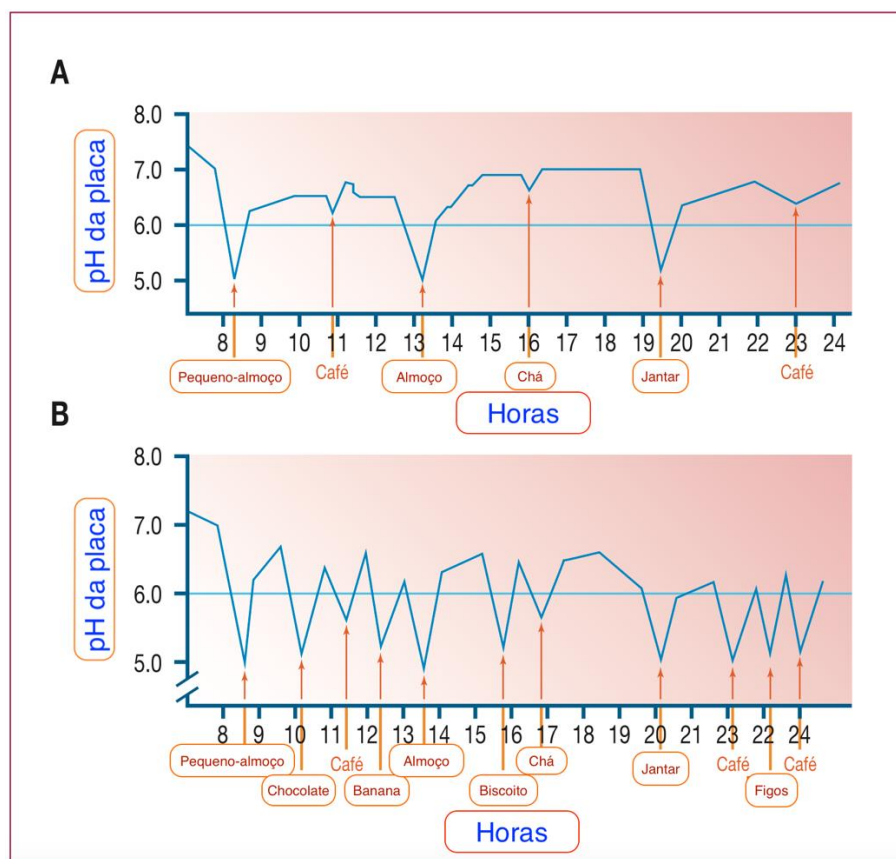 A
8.0
7.0
6.0
5.0
pH da placa
8 9 10 11 12 13 14 15 16 17 18 19 20 21 22 23 24
Pequeno-almoço Café Almoço Chá Jantar Café
Horas
B
8.0
7.0
6.0
5.0
pH da placa
8 9 10 11 12 13 14 15 16 17 18 19 20 21 23 22 24
Pequeno-almoço Café Almoço Chá Jantar Café Café
Chocolate Banana Biscoito Figos
Horas